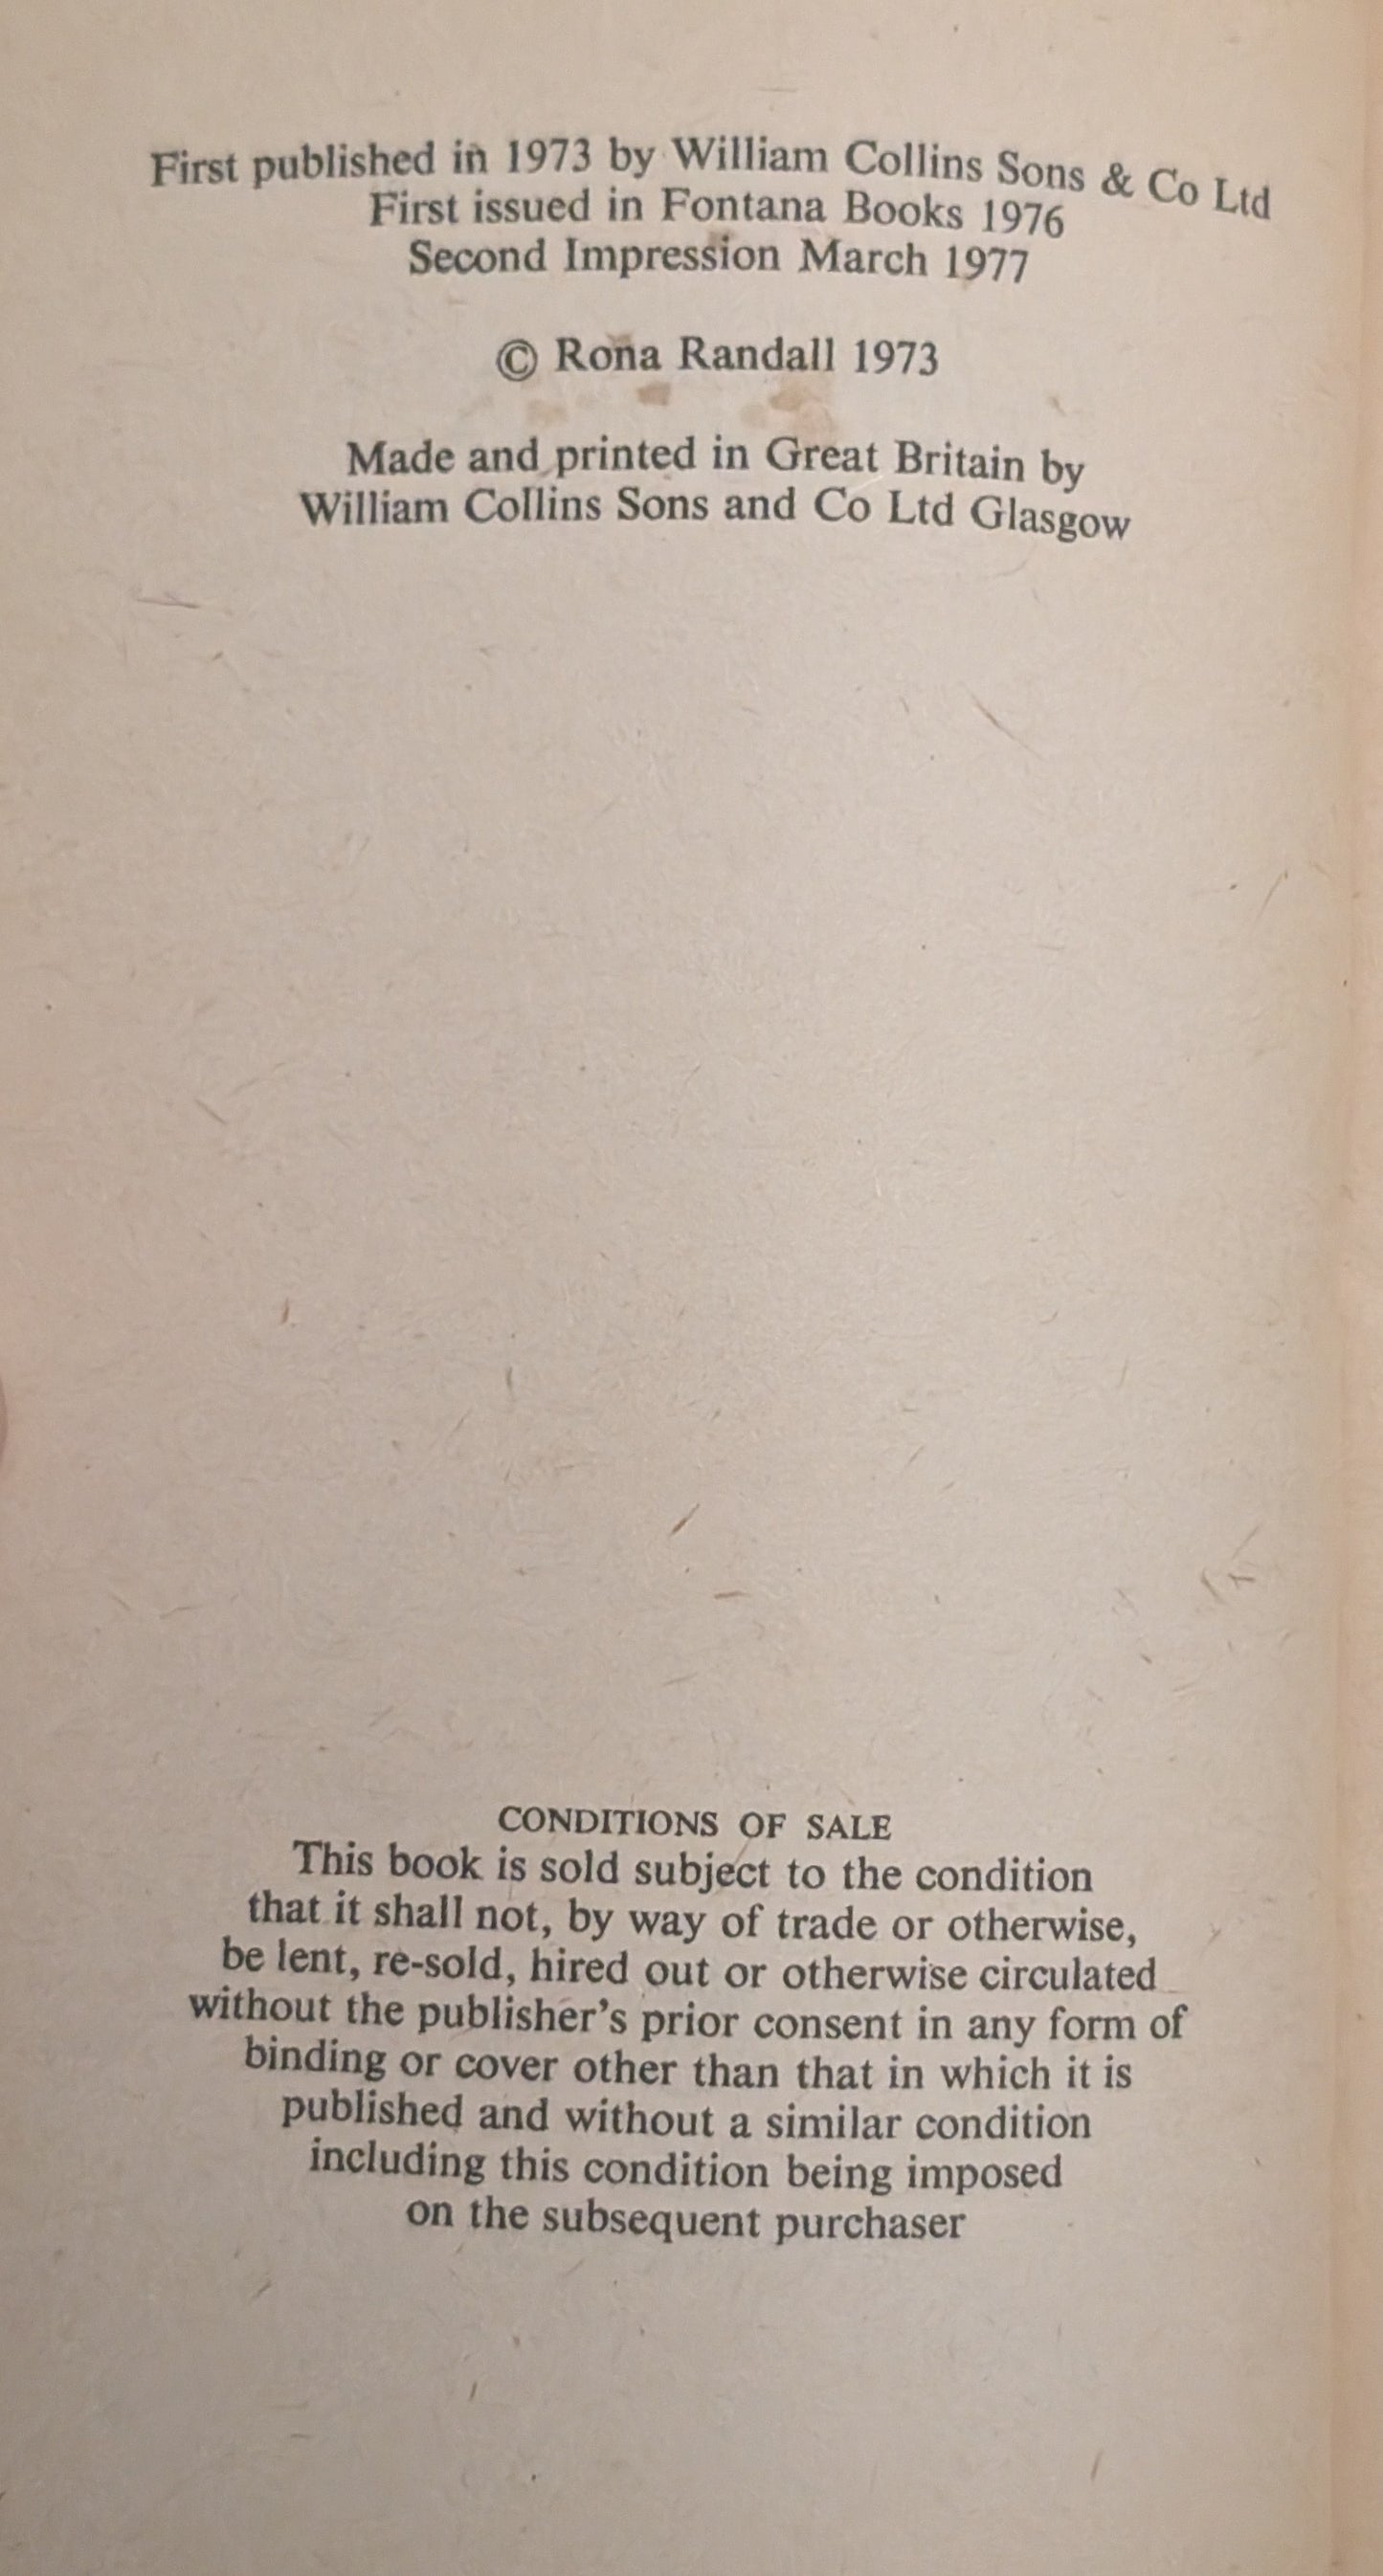 First published in 1973 by William Collins Sons & Co Ltd
First issued in Fontana Books 1976
Second Impression March 1977
© Rona Randall 1973
Made and printed in Great Britain by
William Collins Sons and Co Ltd Glasgow
CONDITIONS OF SALE
This book is sold subject to the condition
that it shall not, by way of trade or otherwise,
be lent, re-sold, hired out or otherwise circulated
without the publisher's prior consent in any form of
binding or cover other than that in which it is
published and without a similar condition
including this condition being imposed
on the subsequent purchaser